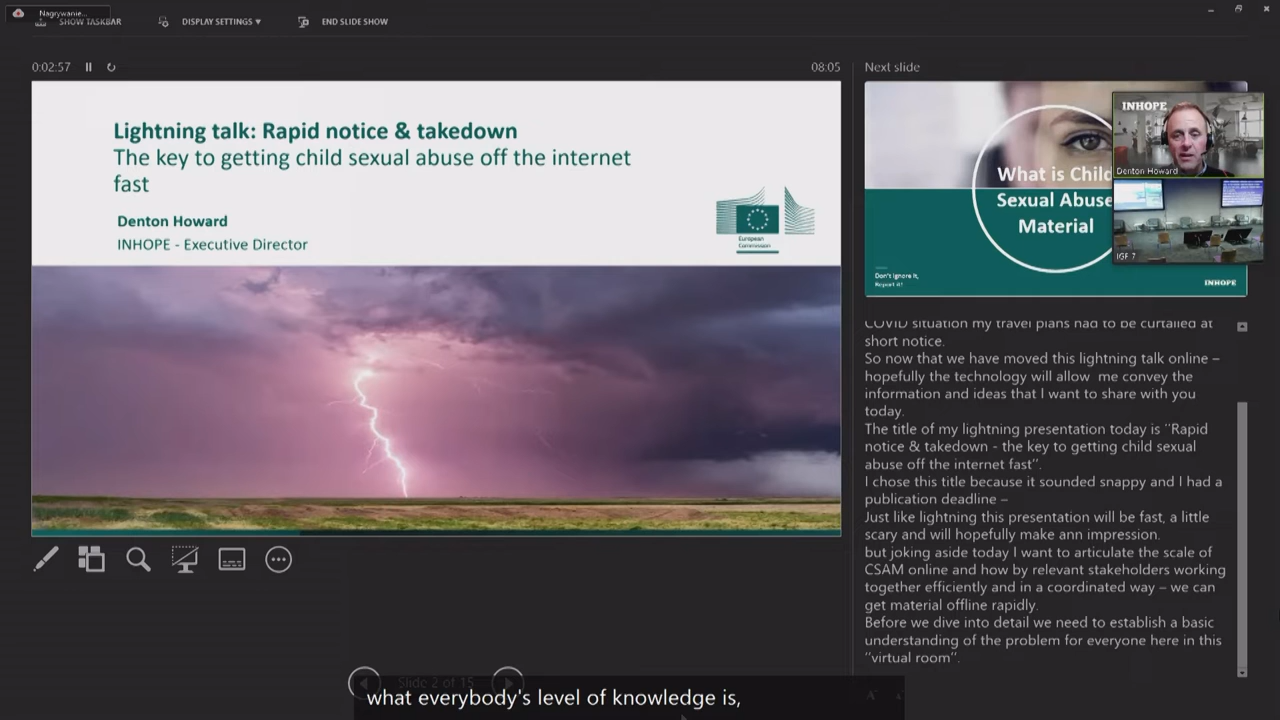 Nagrywanie...
SHOW TASKBAR
DISPLAY SETTINGS ▼
END SLIDE SHOW
0:02:57
08:05
Next slide
Lightning talk: Rapid notice & takedown
The key to getting child sexual abuse off the internet
fast
Denton Howard
INHOPE - Executive Director
European
Commission
What is Child
Sexual Abuse
Material
Don't Ignore It,
Report it!
INHOPE
INHOPE
Denton Howard
IGF 7
COVID situation my travel plans had to be curtailed at
short notice.
So now that we have moved this lightning talk online –
hopefully the technology will allow me convey the
information and ideas that I want to share with you
today.
The title of my lightning presentation today is "Rapid
notice & takedown - the key to getting child sexual
abuse off the internet fast".
I chose this title because it sounded snappy and I had a
publication deadline –
Just like lightning this presentation will be fast, a little
scary and will hopefully make ann impression.
but joking aside today I want to articulate the scale of
CSAM online and how by relevant stakeholders working
together efficiently and in a coordinated way – we can
get material offline rapidly.
Before we dive into detail we need to establish a basic
understanding of the problem for everyone here in this
"virtual room".
Slide 2 of 15
what everybody's level of knowledge is,